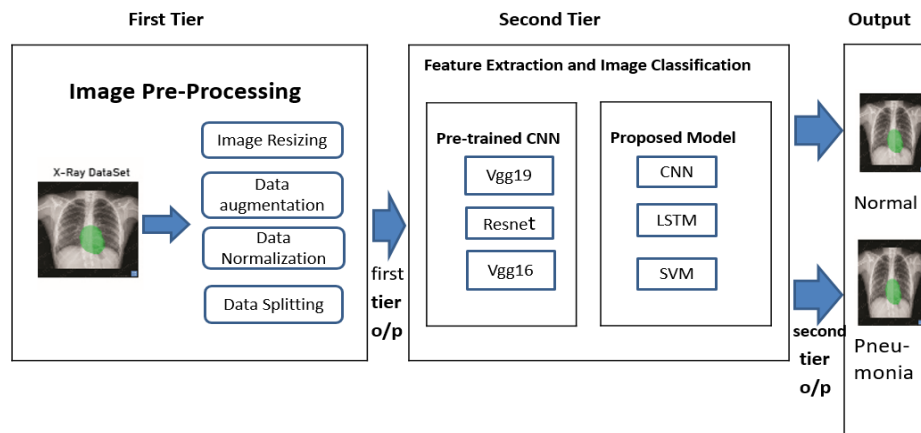 First Tier
Image Pre-Processing
X-Ray DataSet
Image Resizing
Data
augmentation
Data
Normalization
Data Splitting
first
tier
o/p
Second Tier
Feature Extraction and Image Classification
Pre-trained CNN
Vgg19
Resnet
Vgg16
Proposed Model
CNN
LSTM
SVM
second
tier
o/p
Output
Normal
Pneu-
monia